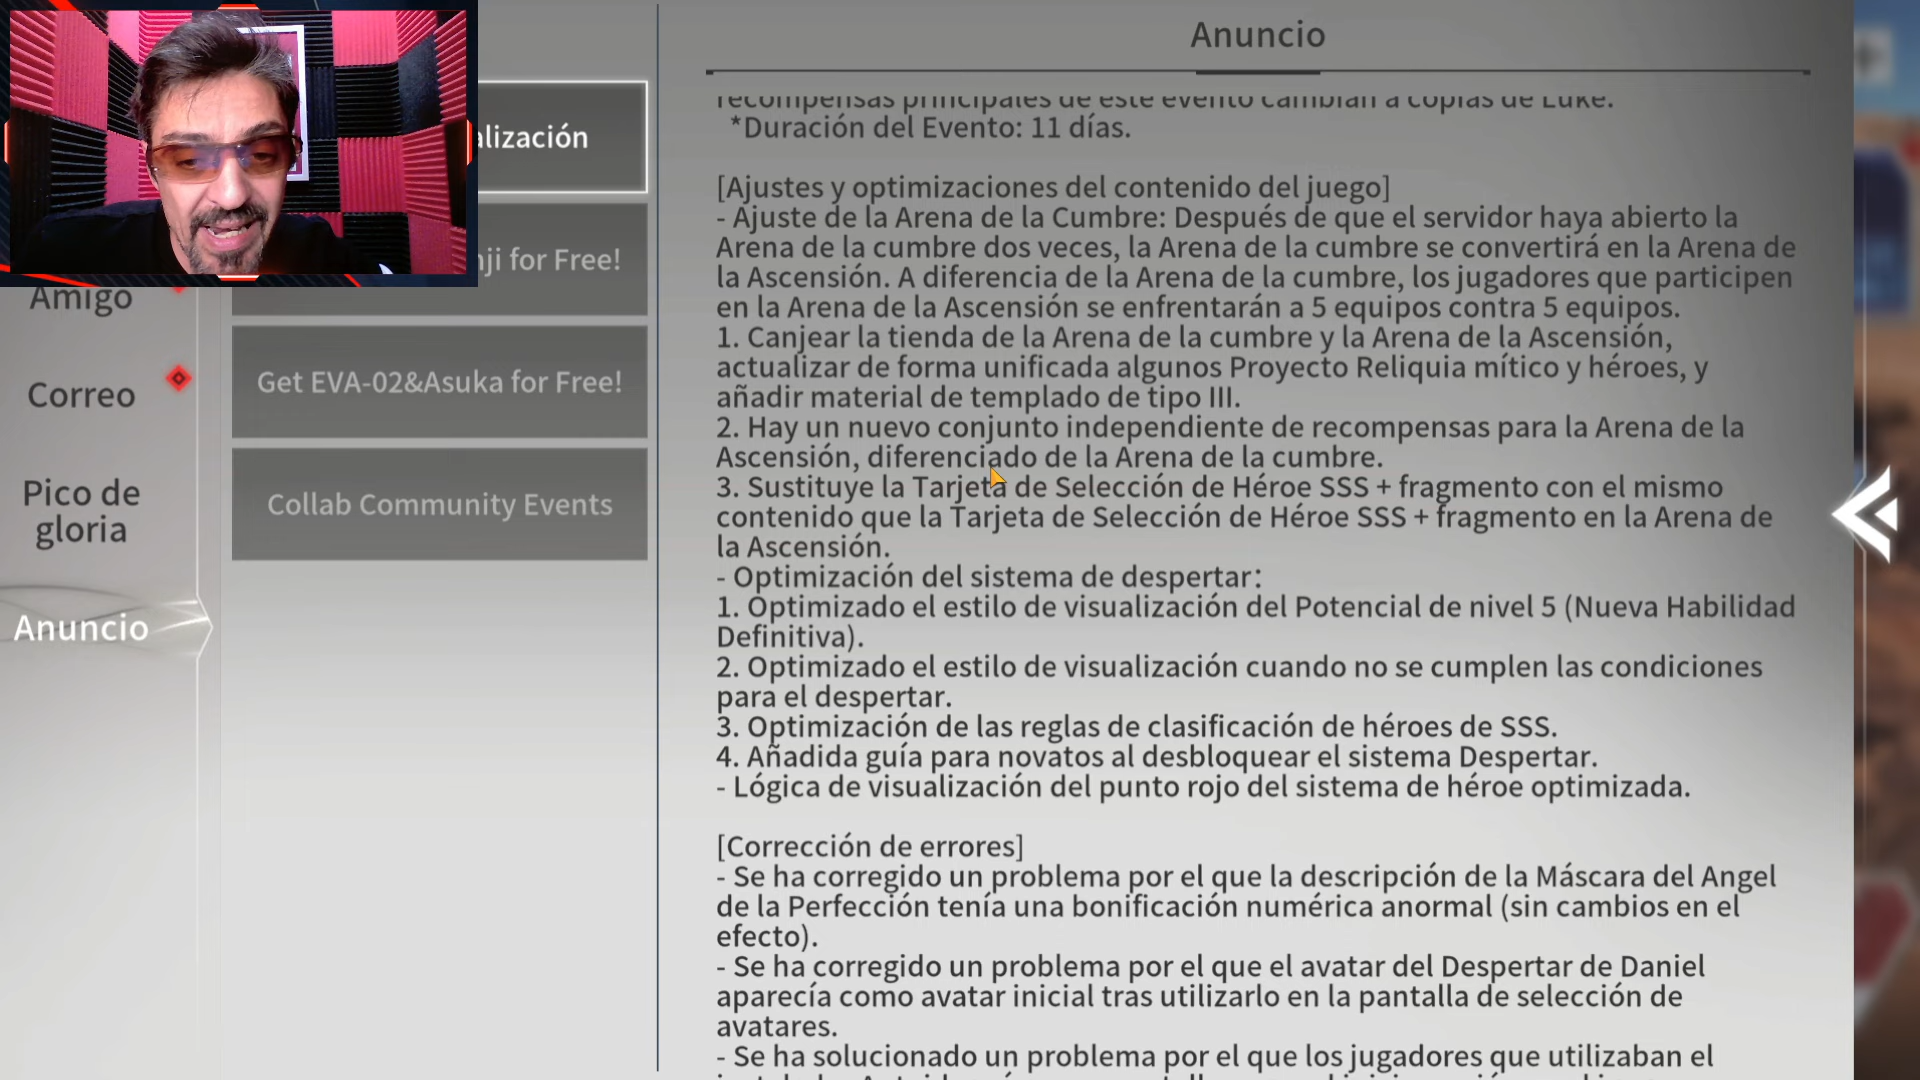 Anuncio
recompensas principales de este evento cambian a copias de Luke.
*Duración del Evento: 11 días.
[Ajustes y optimizaciones del contenido del juego]
- Ajuste de la Arena de la Cumbre: Después de que el servidor haya abierto la
Arena de la cumbre dos veces, la Arena de la cumbre se convertirá en la Arena de
la Ascensión. A diferencia de la Arena de la cumbre, los jugadores que participen
en la Arena de la Ascensión se enfrentarán a 5 equipos contra 5 equipos.
1. Canjear la tienda de la Arena de la cumbre y la Arena de la Ascensión,
actualizar de forma unificada algunos Proyecto Reliquia mítico y héroes, y
añadir material de templado de tipo III.
2. Hay un nuevo conjunto independiente de recompensas para la Arena de la
Ascensión, diferenciado de la Arena de la cumbre.
3. Sustituye la Tarjeta de Selección de Héroe SSS + fragmento con el mismo
contenido que la Tarjeta de Selección de Héroe SSS + fragmento en la Arena de
la Ascensión.
- Optimización del sistema de despertar:
1. Optimizado el estilo de visualización del Potencial de nivel 5 (Nueva Habilidad
Definitiva).
2. Optimizado el estilo de visualización cuando no se cumplen las condiciones
para el despertar.
3. Optimización de las reglas de clasificación de héroes de SSS.
4. Añadida guía para novatos al desbloquear el sistema Despertar.
- Lógica de visualización del punto rojo del sistema de héroe optimizada.
[Corrección de errores]
- Se ha corregido un problema por el que la descripción de la Máscara del Angel
de la Perfección tenía una bonificación numérica anormal (sin cambios en el
efecto).
- Se ha corregido un problema por el que el avatar del Despertar de Daniel
aparecía como avatar inicial tras utilizarlo en la pantalla de selección de
avatares.
- Se ha solucionado un problema por el que los jugadores que utilizaban el
alización
nji for Free!
Get EVA-02&Asuka for Free!
Collab Community Events
Amigo
Correo
Pico de
gloria
Anuncio